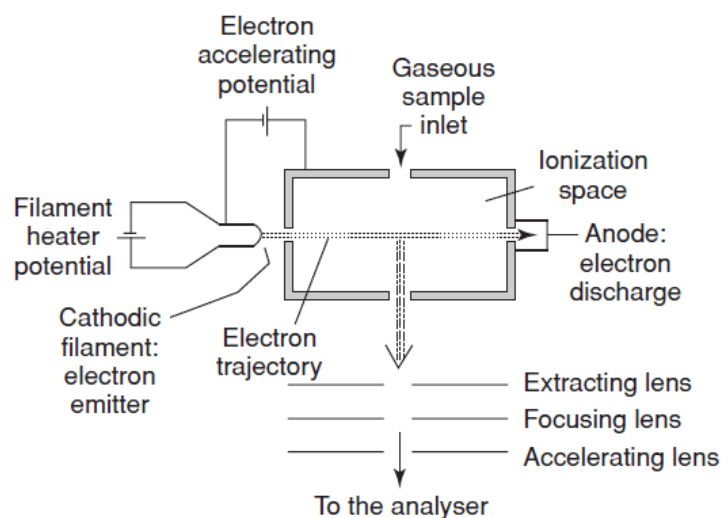 Electron
accelerating
potential
Gaseous
sample
inlet
Ionization
space
Filament
heater
potential
Anode:
electron
discharge
Cathodic
filament:
electron
emitter
Electron
trajectory
Extracting lens
Focusing lens
Accelerating lens
To the analyser